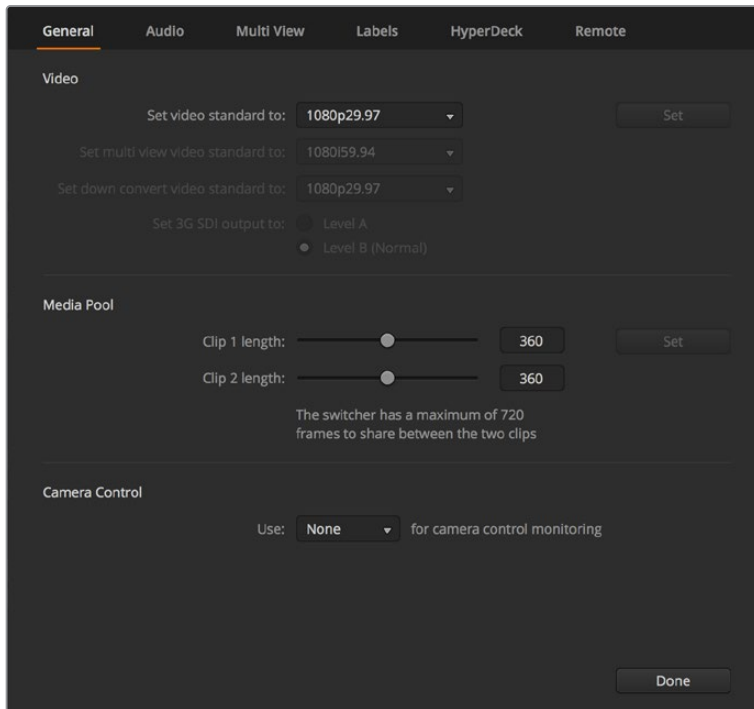 General Audio Multi View Labels HyperDeck Remote
Video
Set video standard to: 1080p29.97 Set
Set multi view video standard to: 1080i59.94
Set down convert video standard to: 1080p29.97
Set 3G SDI output to: Level A
Level B (Normal)
Media Pool
Clip 1 length: 360 Set
Clip 2 length: 360
The switcher has a maximum of 720
frames to share between the two clips
Camera Control
Use: None for camera control monitoring
Done